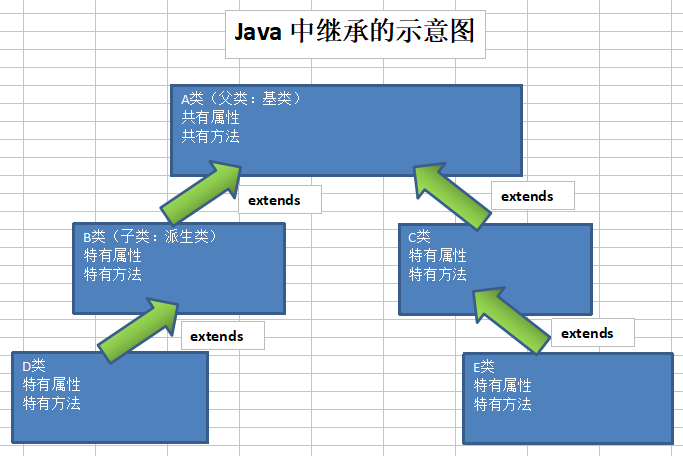 Java 中继承的示意图
A类（父类：基类）
共有属性
共有方法
extends
extends
B类（子类：派生类）
特有属性
特有方法
C类
特有属性
特有方法
extends
extends
D类
特有属性
特有方法
E类
特有属性
特有方法